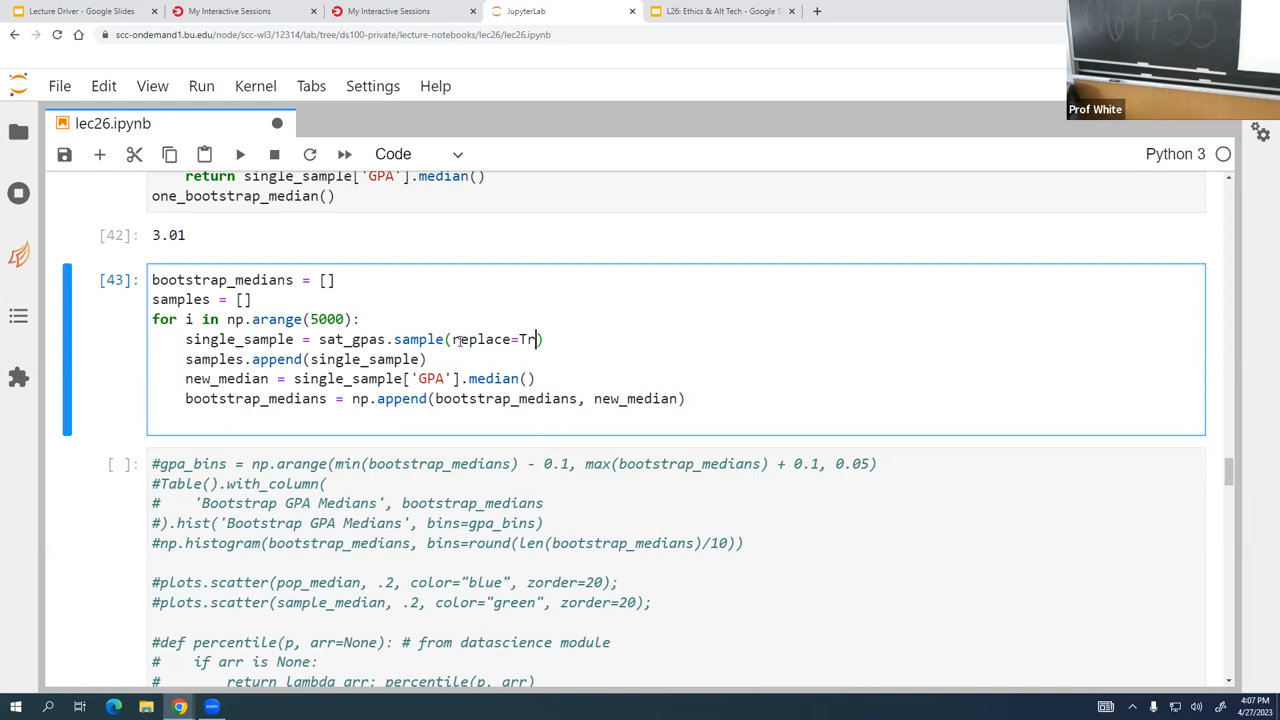 Lecture Driver - Google Slides
My Interactive Sessions
My Interactive Sessions
JupyterLab
L26: Ethics & Alt Tech - Google S
scc-ondemand1.bu.edu/node/scc-wl3/12314/lab/tree/ds100-private/lecture-notebooks/lec26/lec26.ipynb
File Edit View Run Kernel Tabs Settings Help
Prof White
lec26.ipynb
Code
Python 3
return single_sample['GPA'].median()
one_bootstrap_median()
[42]: 3.01
[43]: bootstrap_medians = []
samples = []
for i in np.arange(5000):
single_sample = sat_gpas.sample(replace=Tr)
samples.append(single_sample)
new_median = single_sample['GPA'].median()
bootstrap_medians = np.append(bootstrap_medians, new_median)
[ ]: #gpa_bins = np.arange(min(bootstrap_medians) - 0.1, max(bootstrap_medians) + 0.1, 0.05)
#Table().with_column(
# 'Bootstrap GPA Medians', bootstrap_medians
#).hist('Bootstrap GPA Medians', bins=gpa_bins)
#np.histogram(bootstrap_medians, bins=round(len(bootstrap_medians)/10))
#plots.scatter(pop_median, .2, color="blue", zorder=20);
#plots.scatter(sample_median, .2, color="green", zorder=20);
#def percentile(p, arr=None): # from datascience module
# if arr is None:
# return lambda arr: percentile(p, arr)
4:07 PM
4/27/2023